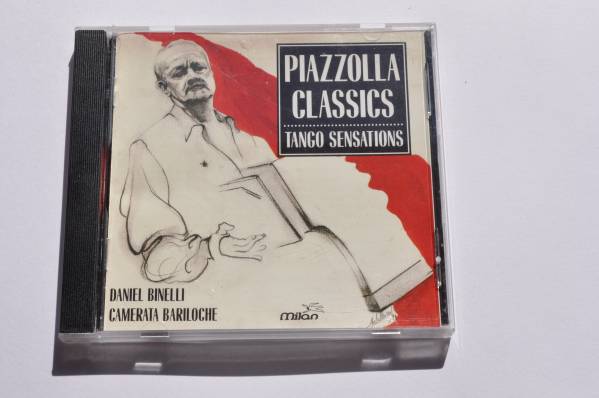 PIAZZOLLA
CLASSICS
TANGO SENSATIONS
DANIEL BINELLI
CAMERATA BARILOCHE
milan